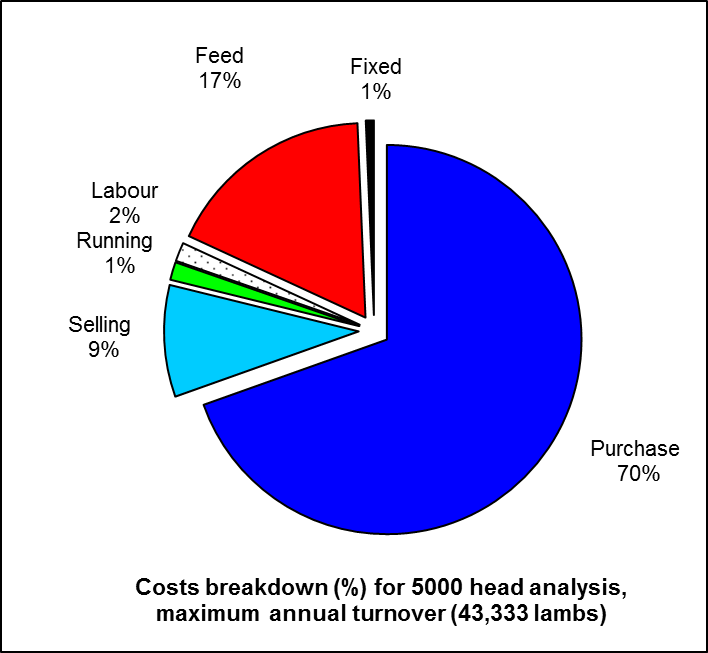 Feed
17%
Fixed
1%
Labour
2%
Running
1%
Selling
9%
Purchase
70%
Costs breakdown (%) for 5000 head analysis,
maximum annual turnover (43,333 lambs)